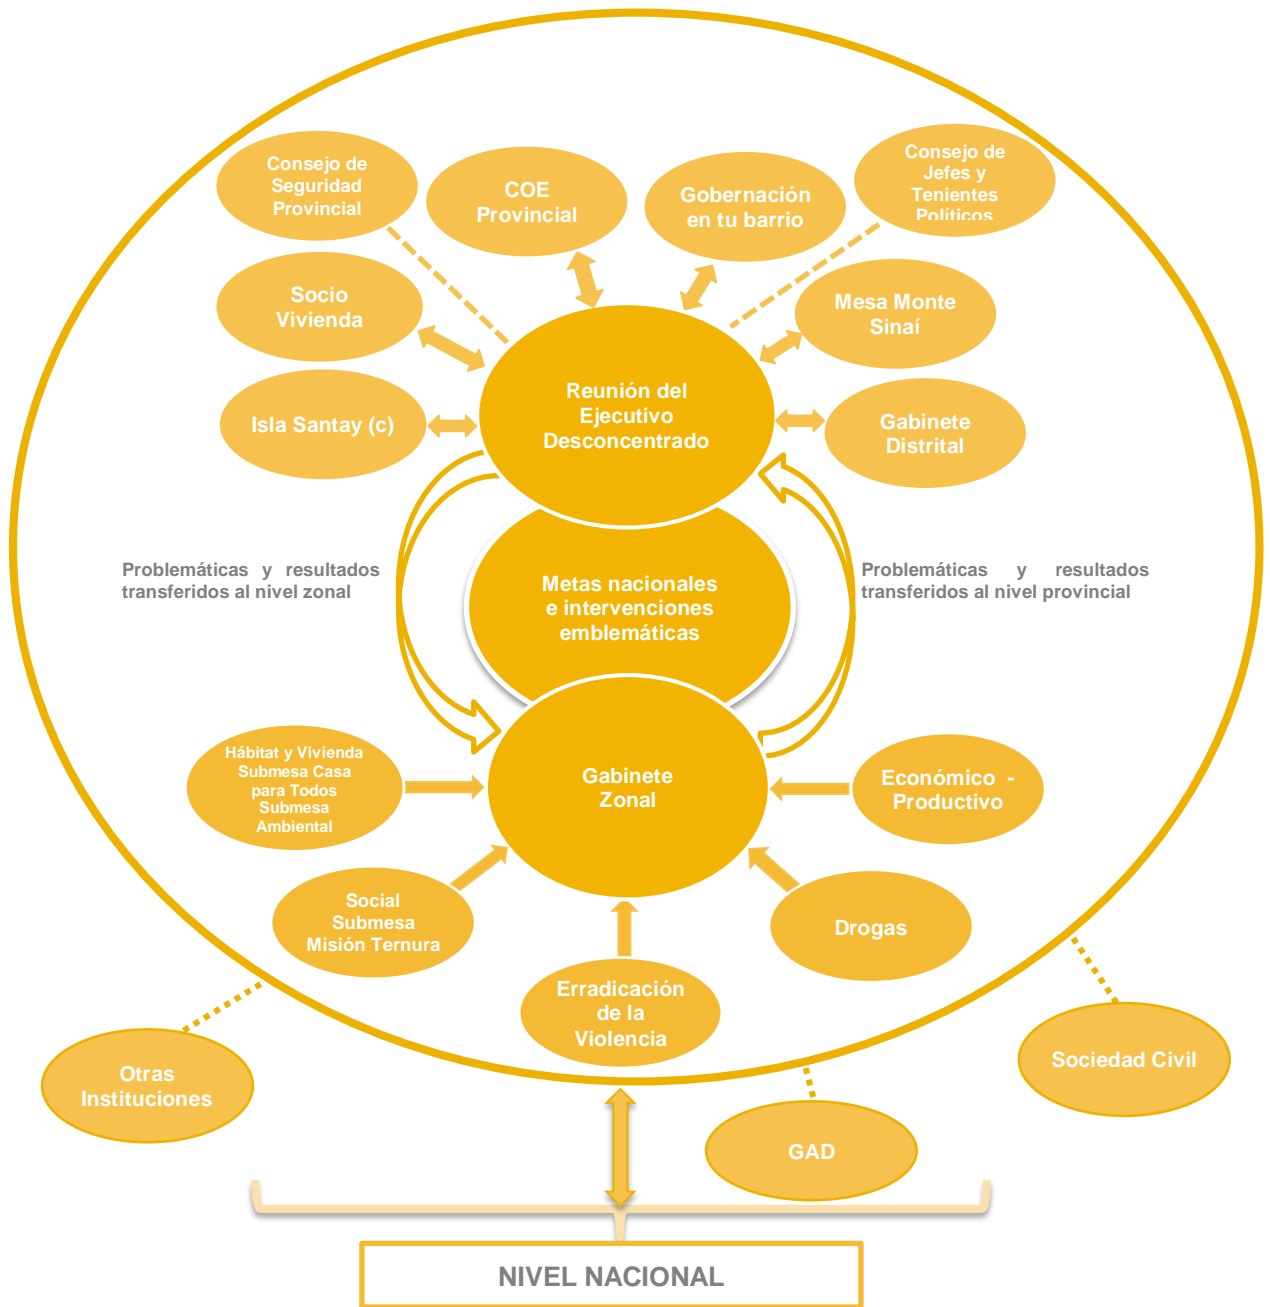 Consejo de
Seguridad
Provincial
COE
Provincial
Gobernación
en tu barrio
Consejo de
Jefes y
Tenientes
Políticos
Socio
Vivienda
Mesa Monte
Sinaí
Isla Santay (c)
Reunión del
Ejecutivo
Desconcentrado
Gabinete
Distrital
Problemáticas y resultados
transferidos al nivel zonal
Metas nacionales
e intervenciones
emblemáticas
Problemáticas y resultados
transferidos al nivel provincial
Hábitat y Vivienda
Submesa Casa
para Todos
Submesa
Ambiental
Gabinete
Zonal
Económico -
Productivo
Social
Submesa
Misión Ternura
Drogas
Erradicación
de la
Violencia
Otras
Instituciones
Sociedad Civil
GAD
NIVEL NACIONAL